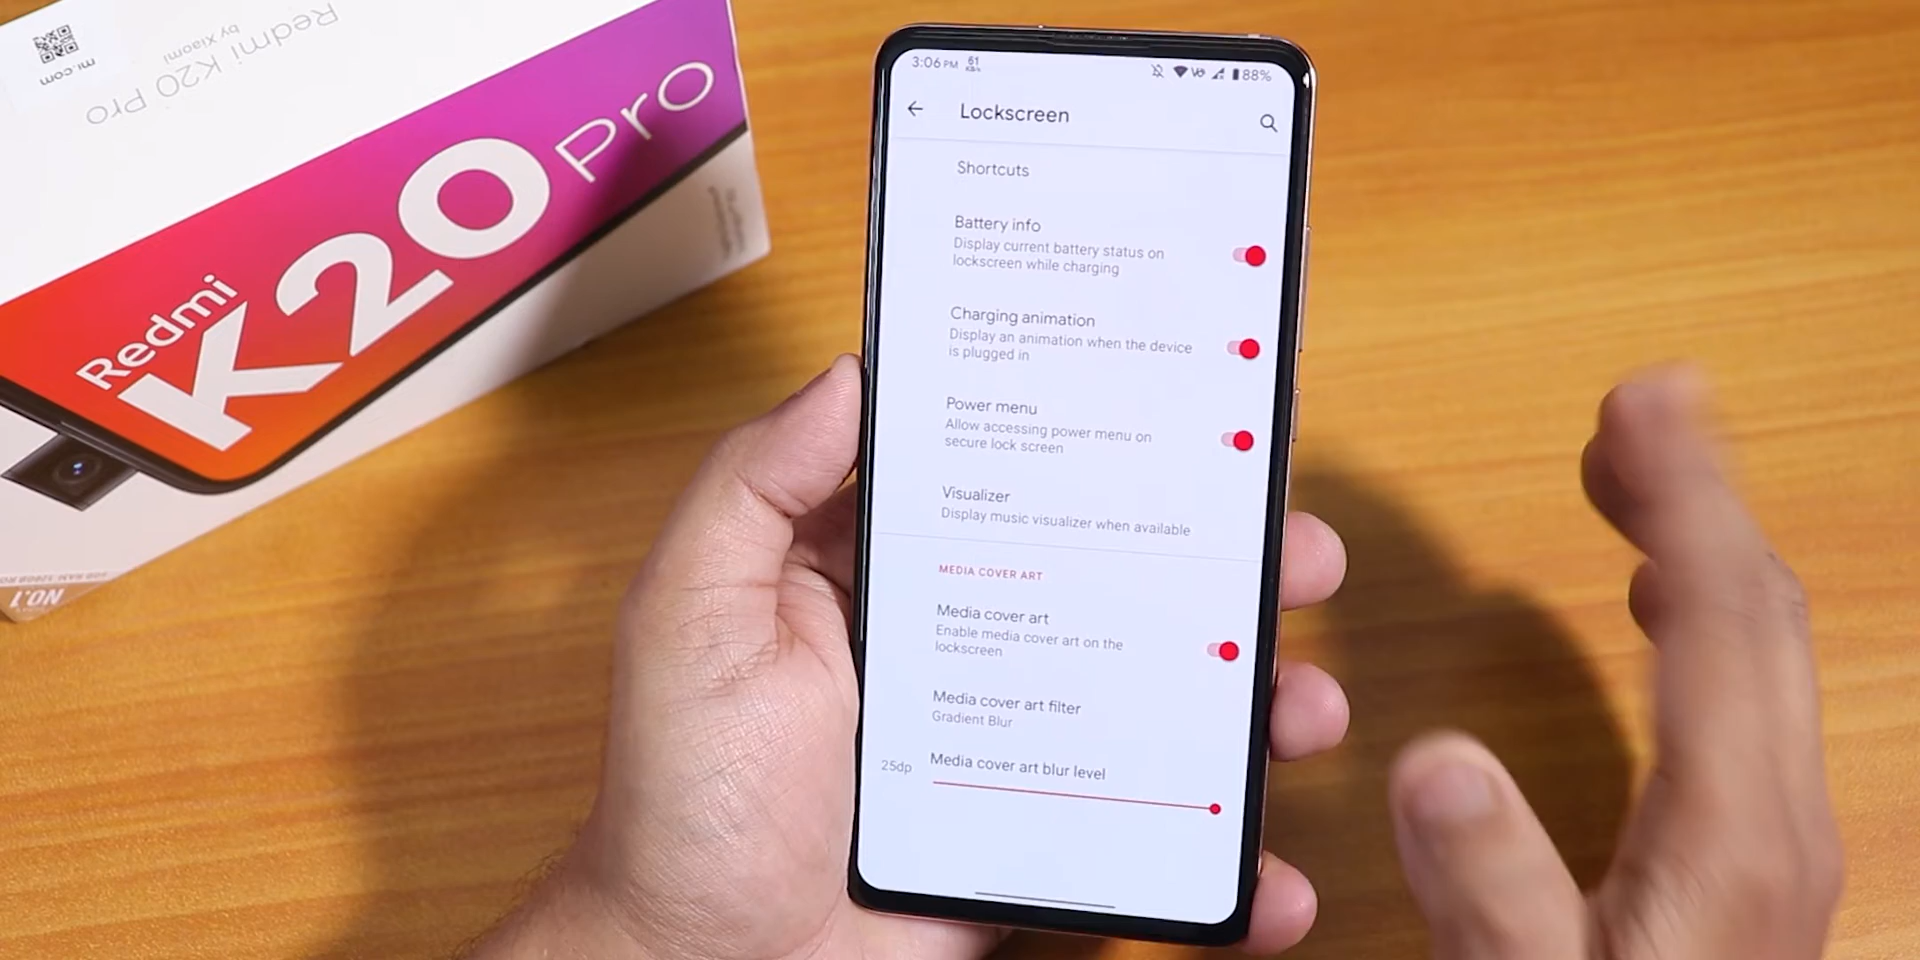 mi.com
Redmi K20 Pro
by Xiaomi
Redmi
K20 Pro
NO.1
3:06 PM 61
KB/s
88%
Lockscreen
Shortcuts
Battery info
Display current battery status on
lockscreen while charging
Charging animation
Display an animation when the device
is plugged in
Power menu
Allow accessing power menu on
secure lock screen
Visualizer
Display music visualizer when available
MEDIA COVER ART
Media cover art
Enable media cover art on the
lockscreen
Media cover art filter
Gradient Blur
25dp
Media cover art blur level